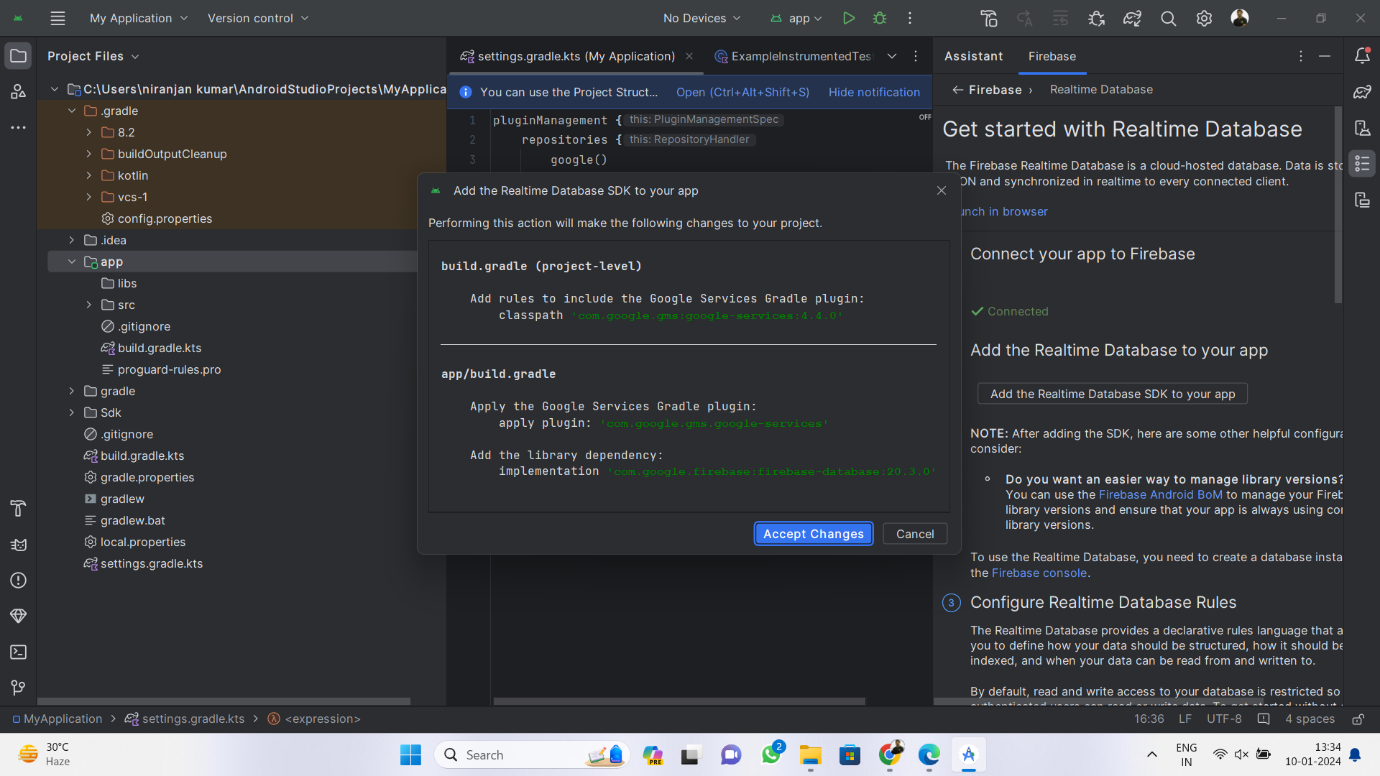 My Application
Version control
No Devices
app
Project Files
settings.gradle.kts (My Application)
ExampleInstrumentedTes
Assistant
Firebase
C:\Users\niranjan kumar\AndroidStudioProjects\MyApplica
.gradle
8.2
buildOutputCleanup
kotlin
vcs-1
config.properties
.idea
app
libs
src
.gitignore
build.gradle.kts
proguard-rules.pro
gradle
Sdk
.gitignore
build.gradle.kts
gradle.properties
gradlew
gradlew.bat
local.properties
settings.gradle.kts
You can use the Project Struct... Open (Ctrl+Alt+Shift+S) Hide notification
OFF
1 pluginManagement { this: PluginManagementSpec
2 repositories { this: RepositoryHandler
3 google()
Add the Realtime Database SDK to your app
Performing this action will make the following changes to your project.
build.gradle (project-level)
Add rules to include the Google Services Gradle plugin:
classpath 'com.google.gms:google-services:4.4.0'
app/build.gradle
Apply the Google Services Gradle plugin:
apply plugin: 'com.google.gms.google-services'
Add the library dependency:
implementation 'com.google.firebase:firebase-database:20.3.0'
Accept Changes
Cancel
Firebase › Realtime Database
Get started with Realtime Database
The Firebase Realtime Database is a cloud-hosted database. Data is sto
ON and synchronized in realtime to every connected client.
unch in browser
Connect your app to Firebase
Connected
Add the Realtime Database to your app
Add the Realtime Database SDK to your app
NOTE: After adding the SDK, here are some other helpful configura
consider:
Do you want an easier way to manage library versions?
You can use the Firebase Android BoM to manage your Fireb
library versions and ensure that your app is always using com
library versions.
To use the Realtime Database, you need to create a database insta
the Firebase console.
3 Configure Realtime Database Rules
The Realtime Database provides a declarative rules language that a
you to define how your data should be structured, how it should be
indexed, and when your data can be read from and written to.
By default, read and write access to your database is restricted so
MyApplication > settings.gradle.kts > <expression>
16:36 LF UTF-8 4 spaces
30°C
Haze
Search
PRE
2
ENG
IN
13:34
10-01-2024